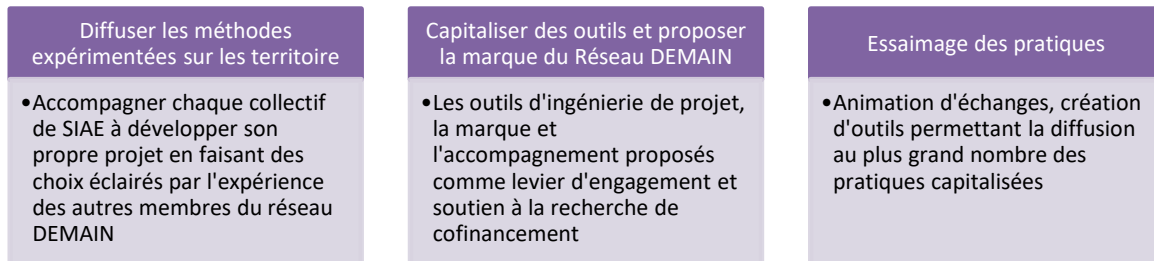 Diffuser les méthodes
expérimentées sur les territoire
•Accompagner chaque collectif
de SIAE à développer son
propre projet en faisant des
choix éclairés par l'expérience
des autres membres du réseau
DEMAIN
Capitaliser des outils et proposer
la marque du Réseau DEMAIN
•Les outils d'ingénierie de projet,
la marque et
l'accompagnement proposés
comme levier d'engagement et
soutien à la recherche de
cofinancement
Essaimage des pratiques
•Animation d'échanges, création
d'outils permettant la diffusion
au plus grand nombre des
pratiques capitalisées